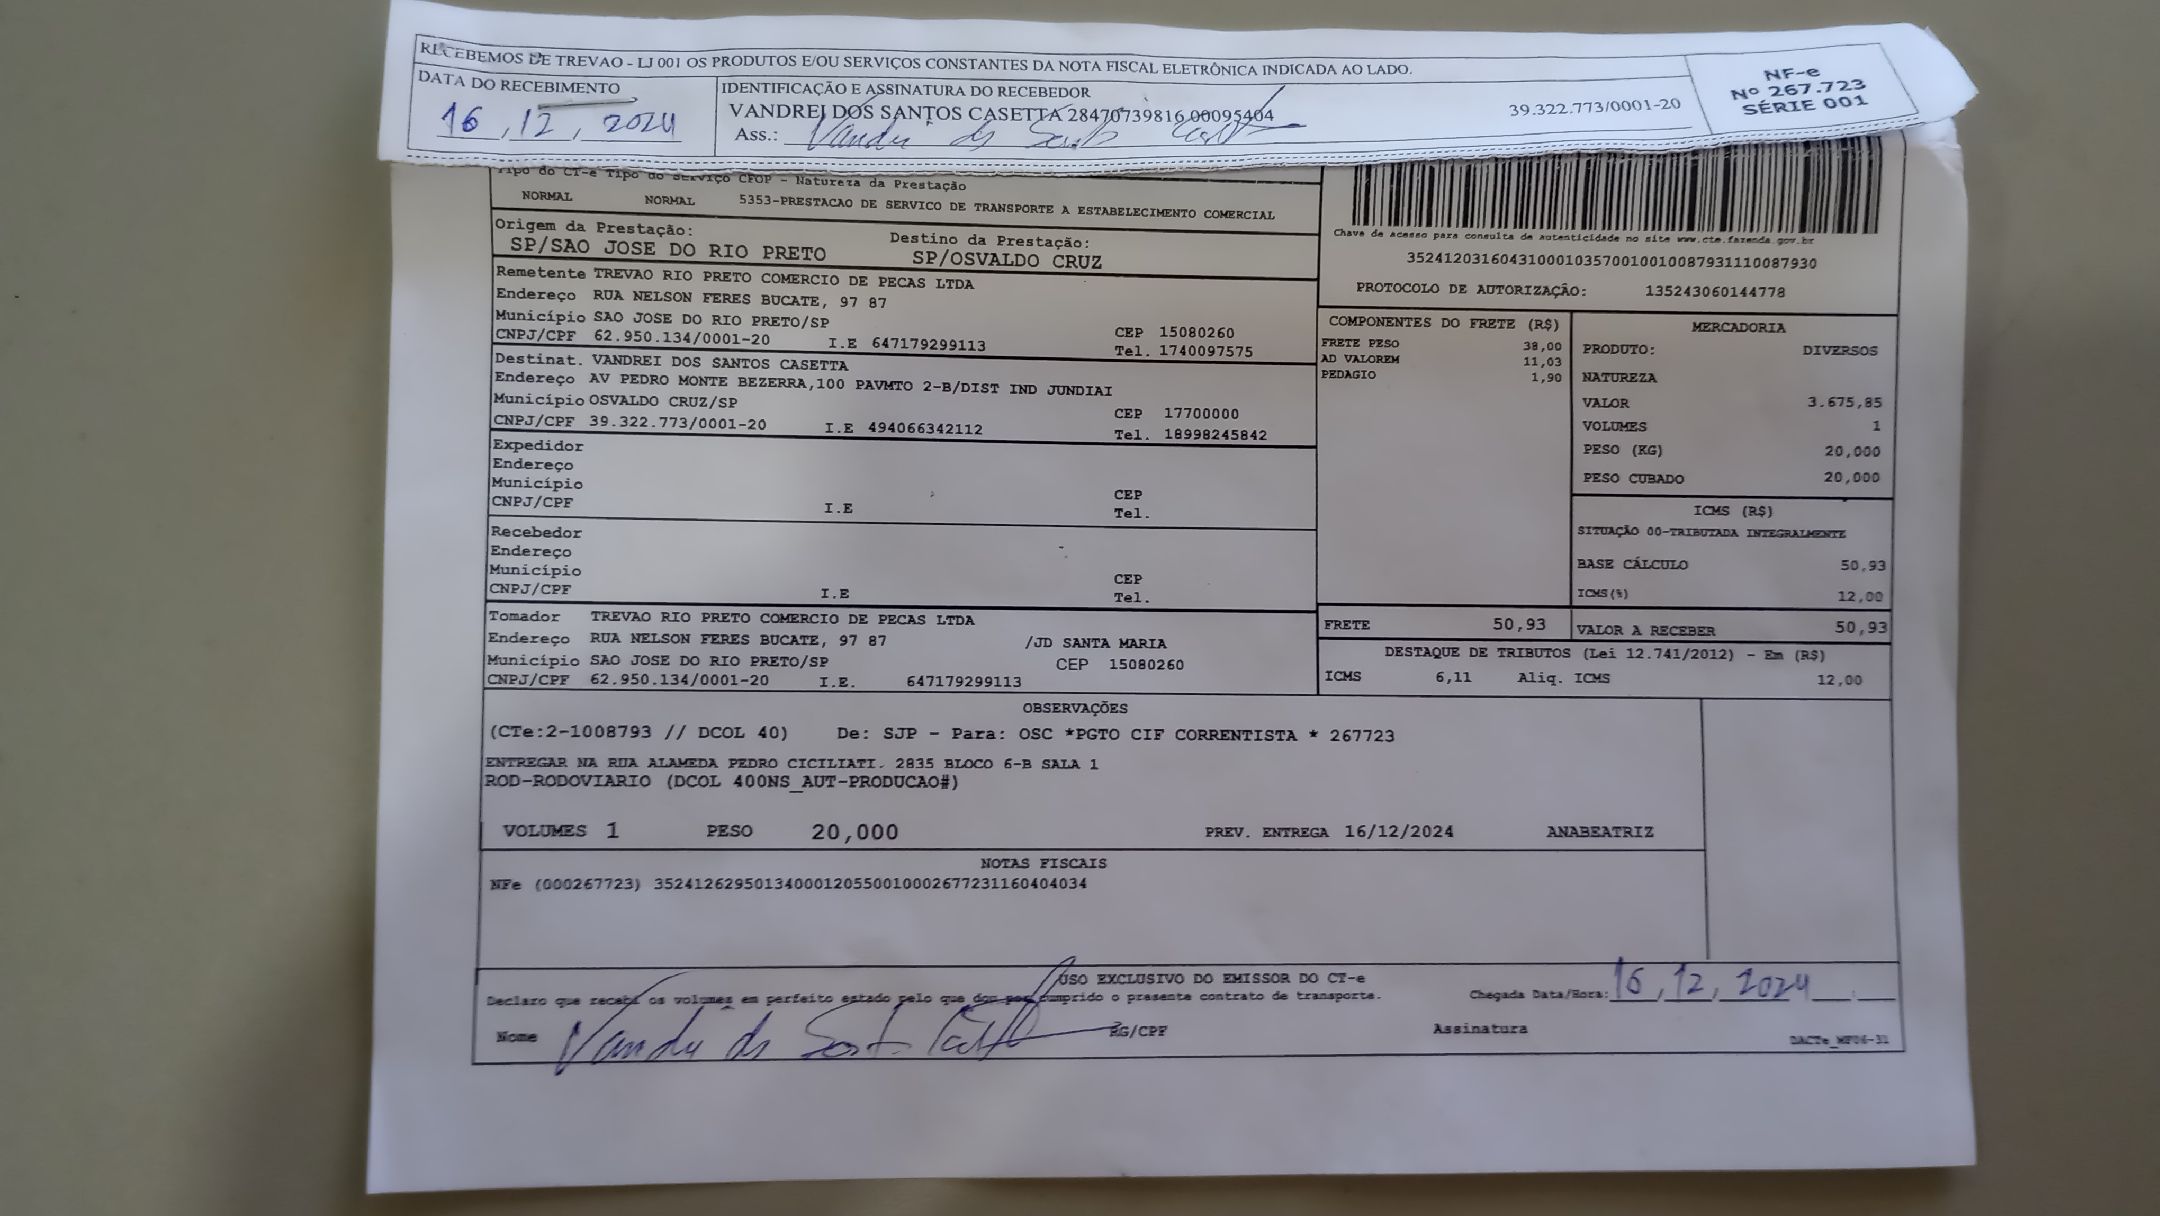 RECEBEMOS DE TREVAO - LJ 001 OS PRODUTOS E/OU SERVIÇOS CONSTANTES DA NOTA FISCAL ELETRÔNICA INDICADA AO LADO.
DATA DO RECEBIMENTO
16, 12, 2024
IDENTIFICAÇÃO E ASSINATURA DO RECEBEDOR
VANDREI DOS SANTOS CASETTA 28470739816 00095404
39.322.773/0001-20
Ass.:
NF-e
Nº 267.723
SÉRIE 001
Tipo do CT-e Tipo do Serviço CFOP - Natureza da Prestação
NORMAL NORMAL 5353-PRESTACAO DE SERVICO DE TRANSPORTE A ESTABELECIMENTO COMERCIAL
Origem da Prestação: Destino da Prestação:
SP/SAO JOSE DO RIO PRETO SP/OSVALDO CRUZ
Chave de acesso para consulta de autenticidade no site www.cte.fazenda.gov.br
35241203160431000103570010010087931110087930
PROTOCOLO DE AUTORIZAÇÃO: 135243060144778
Remetente TREVAO RIO PRETO COMERCIO DE PECAS LTDA
Endereço RUA NELSON FERES BUCATE, 97 87
Município SAO JOSE DO RIO PRETO/SP CEP 15080260
CNPJ/CPF 62.950.134/0001-20 I.E 647179299113 Tel. 1740097575
Destinat. VANDREI DOS SANTOS CASETTA
Endereço AV PEDRO MONTE BEZERRA,100 PAVMTO 2-B/DIST IND JUNDIAI
Município OSVALDO CRUZ/SP CEP 17700000
CNPJ/CPF 39.322.773/0001-20 I.E 494066342112 Tel. 18998245842
Expedidor
Endereço
Município CEP
CNPJ/CPF I.E Tel.
Recebedor
Endereço
Município CEP
CNPJ/CPF I.E Tel.
Tomador TREVAO RIO PRETO COMERCIO DE PECAS LTDA
Endereço RUA NELSON FERES BUCATE, 97 87 /JD SANTA MARIA
Município SAO JOSE DO RIO PRETO/SP CEP 15080260
CNPJ/CPF 62.950.134/0001-20 I.E. 647179299113
COMPONENTES DO FRETE (R$)
FRETE PESO 38,00
AD VALOREM 11,03
PEDAGIO 1,90
MERCADORIA
PRODUTO: DIVERSOS
NATUREZA
VALOR 3.675,85
VOLUMES 1
PESO (KG) 20,000
PESO CUBADO 20,000
ICMS (R$)
SITUAÇÃO 00-TRIBUTADA INTEGRALMENTE
BASE CÁLCULO 50,93
ICMS(%) 12,00
FRETE 50,93 VALOR A RECEBER 50,93
DESTAQUE DE TRIBUTOS (Lei 12.741/2012) - Em (R$)
ICMS 6,11 Aliq. ICMS 12,00
OBSERVAÇÕES
(CTe:2-1008793 // DCOL 40) De: SJP - Para: OSC *PGTO CIF CORRENTISTA * 267723
ENTREGAR NA RUA ALAMEDA PEDRO CICILIATI. 2835 BLOCO 6-B SALA 1
ROD-RODOVIARIO (DCOL 400NS_AUT-PRODUCAO#)
VOLUMES 1 PESO 20,000 PREV. ENTREGA 16/12/2024 ANABEATRIZ
NOTAS FISCAIS
NFe (000267723) 35241262950134000120550010002677231160404034
USO EXCLUSIVO DO EMISSOR DO CT-e
Declaro que recebi os volumes em perfeito estado pelo que dou por cumprido o presente contrato de transporte. Chegada Data/Hora: 16, 12, 2024 :
Nome RG/CPF Assinatura
DACTe_MF06-31